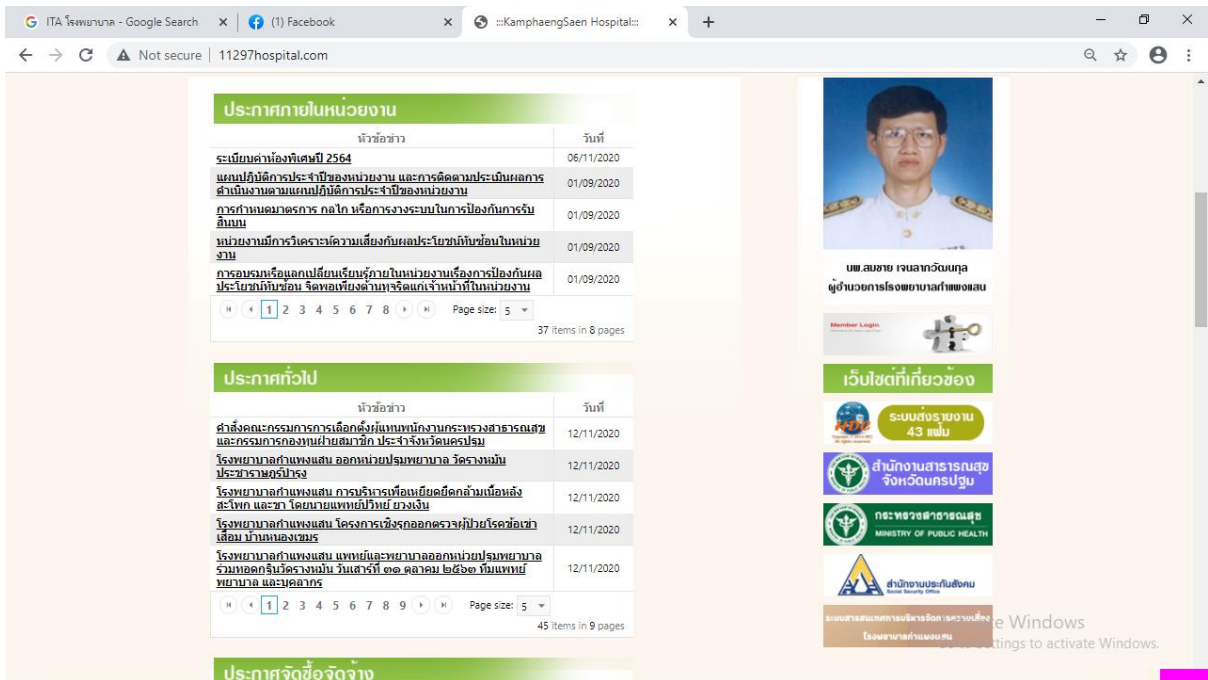 ITA โรงพยาบาล - Google Search
(1) Facebook
:::KamphaengSaen Hospital:::
Not secure
11297hospital.com
ประกาศภายในหน่วยงาน
หัวข้อข่าว
วันที่
ระเบียบค่าห้องพิเศษปี 2564
06/11/2020
แผนปฏิบัติการประจำปีของหน่วยงาน และการติดตามประเมินผลการ
ดำเนินงานตามแผนปฏิบัติการประจำปีของหน่วยงาน
01/09/2020
การกำหนดมาตรการ กลไก หรือการวางระบบในการป้องกันการรับ
สินบน
01/09/2020
หน่วยงานมีการวิเคราะห์ความเสี่ยงกับผลประโยชน์ทับซ้อนในหน่วย
งาน
01/09/2020
การอบรมหรือแลกเปลี่ยนเรียนรู้ภายในหน่วยงานเรื่องการป้องกันผล
ประโยชน์ทับซ้อน จิตพอเพียงด้านทุจริตแก่เจ้าหน้าที่ในหน่วยงาน
01/09/2020
1 2 3 4 5 6 7 8
Page size: 5
37 items in 8 pages
ประกาศทั่วไป
หัวข้อข่าว
วันที่
คำสั่งคณะกรรมการการเลือกตั้งผู้แทนพนักงานกระทรวงสาธารณสุข
และกรรมการกองทุนฝ่ายสมาชิก ประจำจังหวัดนครปฐม
12/11/2020
โรงพยาบาลกำแพงแสน ออกหน่วยปฐมพยาบาล วัดรางหมัน
ประชาราษฎร์บำรุง
12/11/2020
โรงพยาบาลกำแพงแสน การบริหารเพื่อเหยียดยืดกล้ามเนื้อหลัง
สะโพก และขา โดยนายแพทย์ปวิทย์ ยวงเงิน
12/11/2020
โรงพยาบาลกำแพงแสน โครงการเชิงรุกออกตรวจผู้ป่วยโรคข้อเข่า
เสื่อม บ้านหนองเขมร
12/11/2020
โรงพยาบาลกำแพงแสน แพทย์และพยาบาลออกหน่วยปฐมพยาบาล
ร่วมทอดกฐินวัดรางหมัน วันเสาร์ที่ ๓๑ ตุลาคม ๒๕๖๓ ทีมแพทย์
พยาบาล และบุคลากร
12/11/2020
1 2 3 4 5 6 7 8 9
Page size: 5
45 items in 9 pages
ประกาศจัดซื้อจัดจ้าง
นพ.สมชาย เจนลาภวัฒนกุล
ผู้อำนวยการโรงพยาบาลกำแพงแสน
Member Login
เว็บไซต์ที่เกี่ยวข้อง
HDC
ระบบส่งรายงาน
43 แฟ้ม
สำนักงานสาธารณสุข
จังหวัดนครปฐม
กระทรวงสาธารณสุข
MINISTRY OF PUBLIC HEALTH
สำนักงานประกันสังคม
Social Security Office
ระบบสารสนเทศการบริหารจัดการความเสี่ยง
โรงพยาบาลกำแพงแสน
e Windows
ttings to activate Windows.